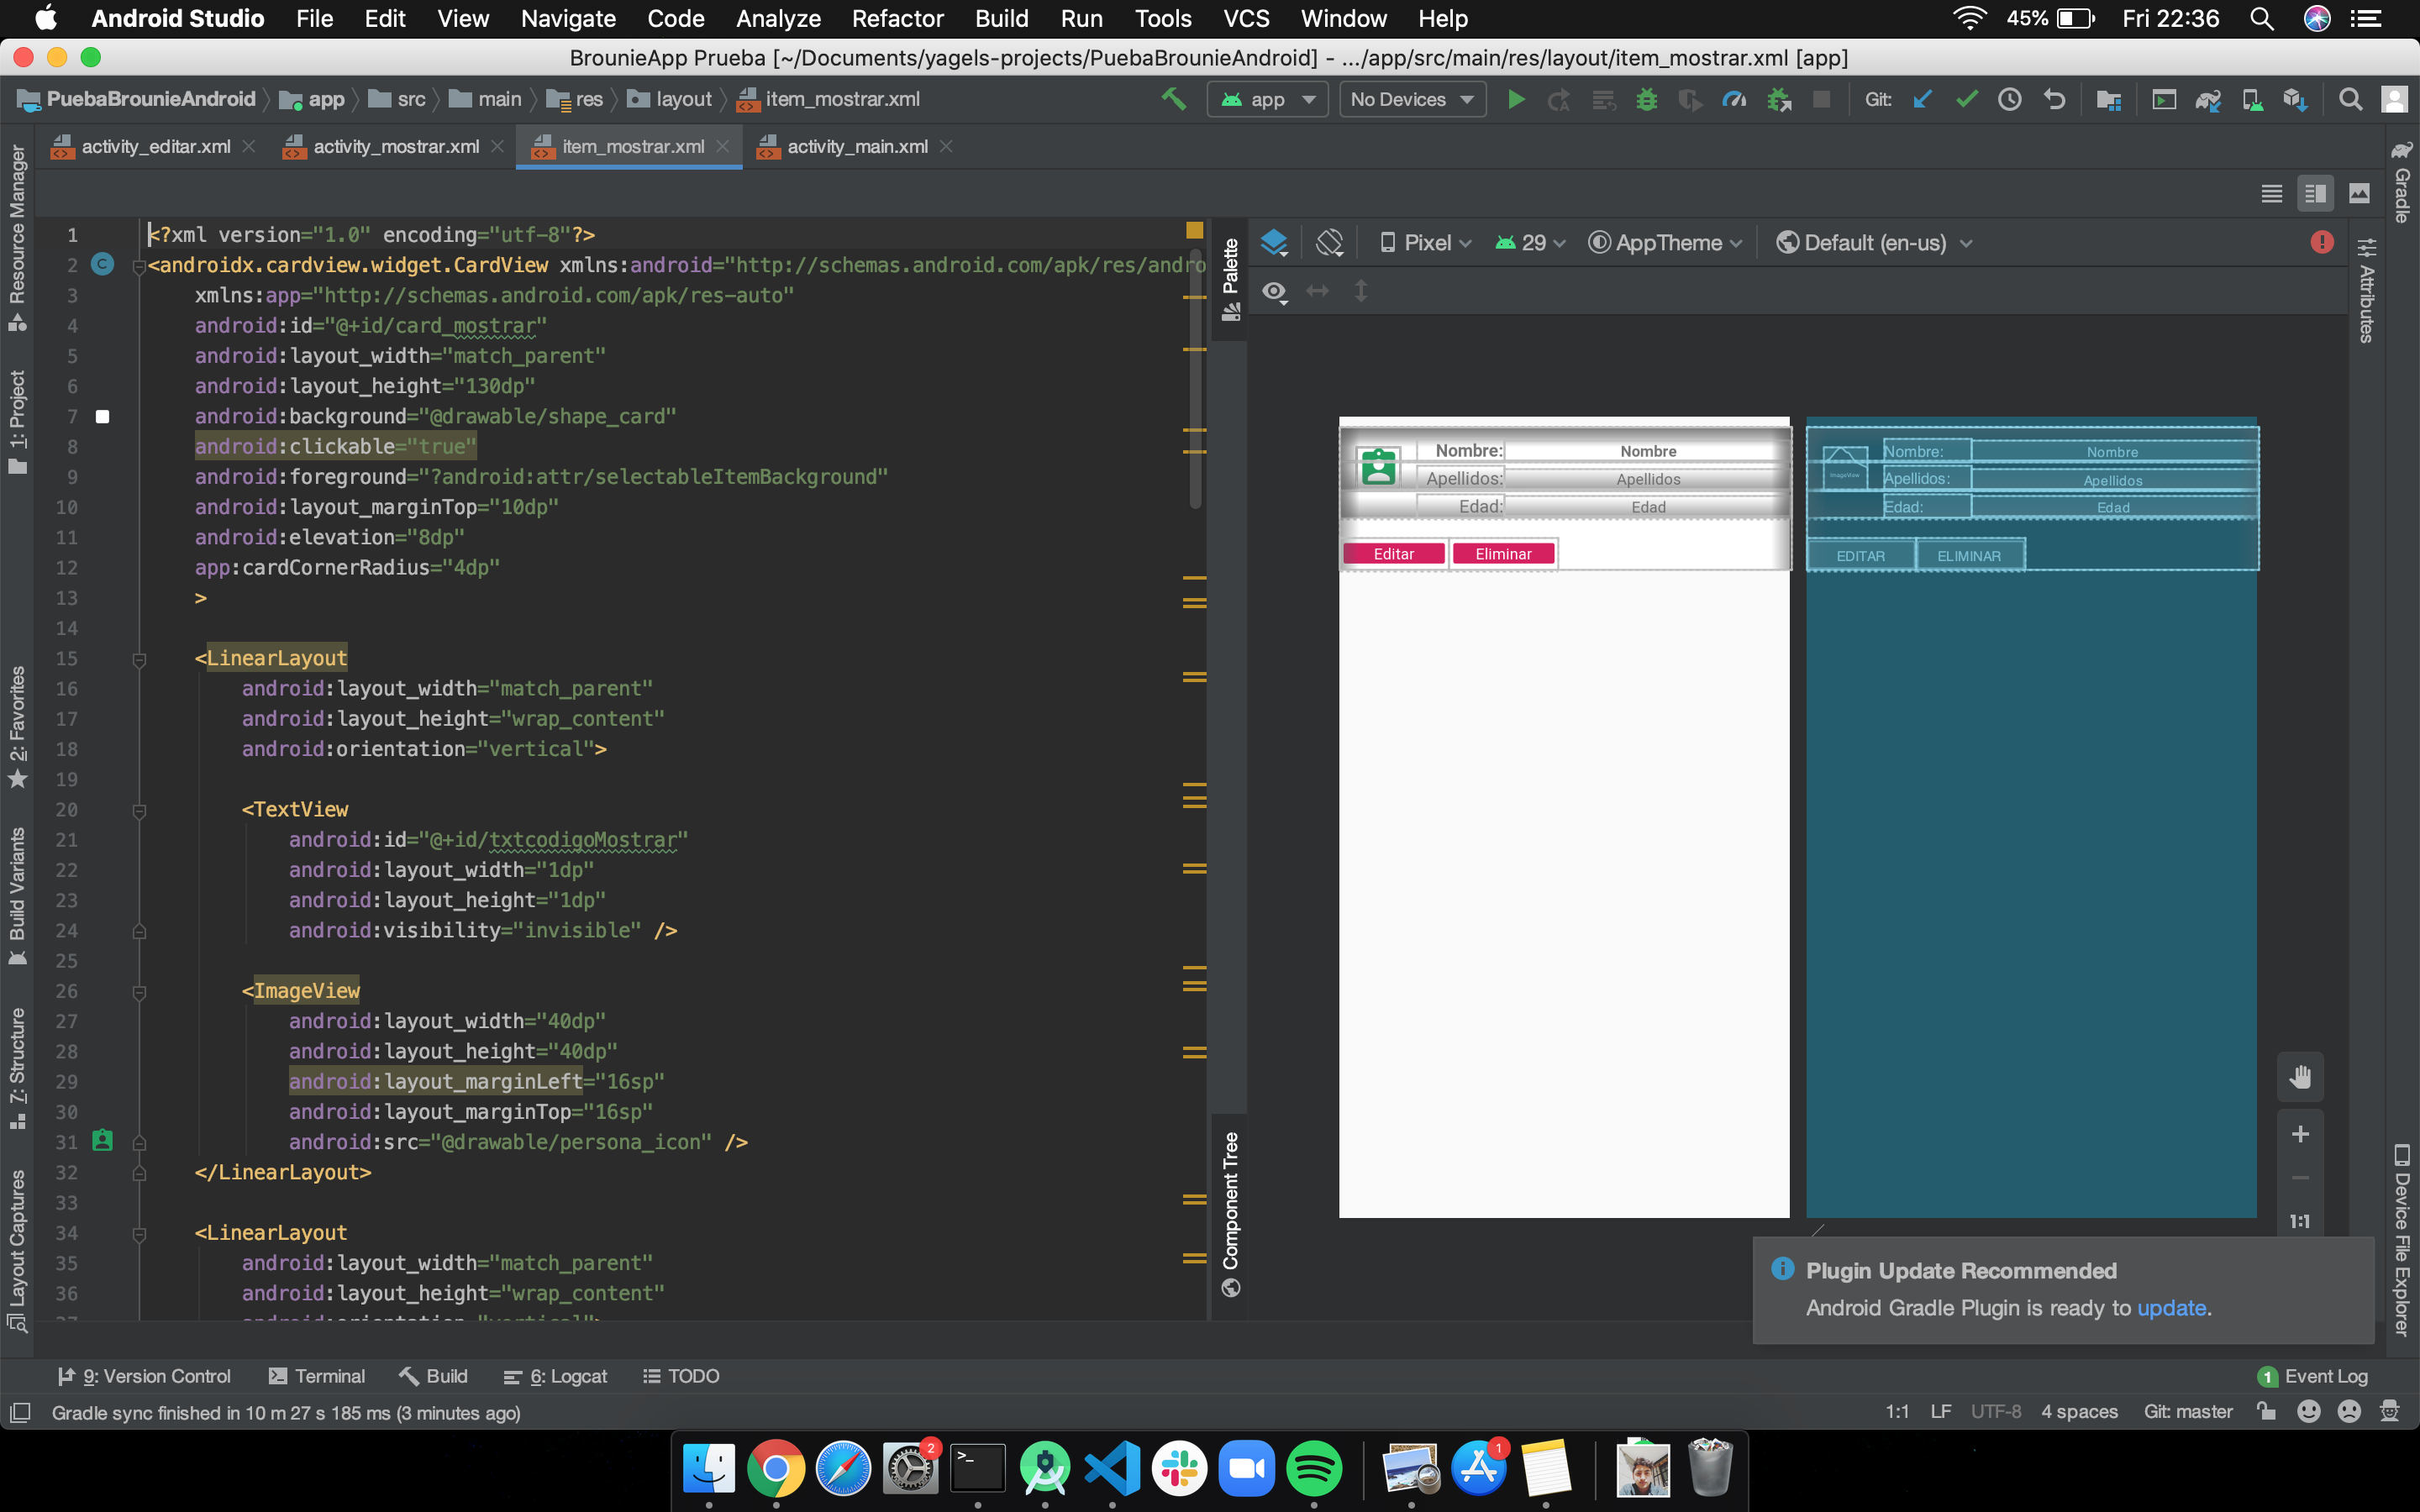 Android Studio File Edit View Navigate Code Analyze Refactor Build Run Tools VCS Window Help 45% Fri 22:36
BrounieApp Prueba [~/Documents/yagels-projects/PuebaBrounieAndroid] - .../app/src/main/res/layout/item_mostrar.xml [app]
PuebaBrounieAndroid app src main res layout item_mostrar.xml app No Devices Git:
activity_editar.xml activity_mostrar.xml item_mostrar.xml activity_main.xml
Resource Manager
1: Project
2: Favorites
Build Variants
7: Structure
Layout Captures
1 <?xml version="1.0" encoding="utf-8"?>
2 C <androidx.cardview.widget.CardView xmlns:android="http://schemas.android.com/apk/res/andro
3 xmlns:app="http://schemas.android.com/apk/res-auto"
4 android:id="@+id/card_mostrar"
5 android:layout_width="match_parent"
6 android:layout_height="130dp"
7 android:background="@drawable/shape_card"
8 android:clickable="true"
9 android:foreground="?android:attr/selectableItemBackground"
10 android:layout_marginTop="10dp"
11 android:elevation="8dp"
12 app:cardCornerRadius="4dp"
13 >
14
15 <LinearLayout
16 android:layout_width="match_parent"
17 android:layout_height="wrap_content"
18 android:orientation="vertical">
19
20 <TextView
21 android:id="@+id/txtcodigoMostrar"
22 android:layout_width="1dp"
23 android:layout_height="1dp"
24 android:visibility="invisible" />
25
26 <ImageView
27 android:layout_width="40dp"
28 android:layout_height="40dp"
29 android:layout_marginLeft="16sp"
30 android:layout_marginTop="16sp"
31 android:src="@drawable/persona_icon" />
32 </LinearLayout>
33
34 <LinearLayout
35 android:layout_width="match_parent"
36 android:layout_height="wrap_content"
37 android:orientation="vertical">
Palette
Component Tree
Pixel 29 AppTheme Default (en-us)
Nombre: Nombre
Apellidos: Apellidos
Edad: Edad
Editar Eliminar
ImageView
Nombre: Nombre
Apellidos: Apellidos
Edad: Edad
EDITAR ELIMINAR
1:1
Gradle
Attributes
Device File Explorer
Plugin Update Recommended
Android Gradle Plugin is ready to update.
9: Version Control Terminal Build 6: Logcat TODO 1 Event Log
Gradle sync finished in 10 m 27 s 185 ms (3 minutes ago) 1:1 LF UTF-8 4 spaces Git: master
2
1